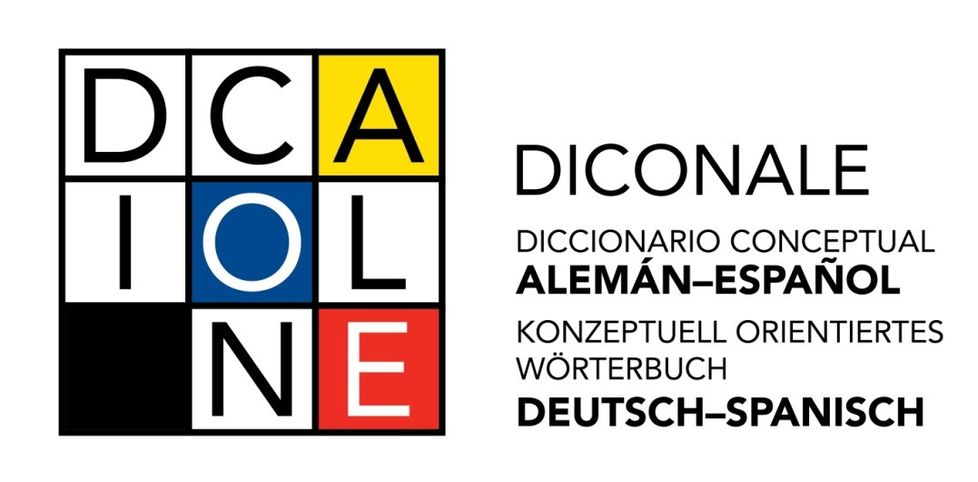 DCA
IOL
NE
DICONALE
DICCIONARIO CONCEPTUAL
ALEMÁN–ESPAÑOL
KONZEPTUELL ORIENTIERTES
WÖRTERBUCH
DEUTSCH–SPANISCH